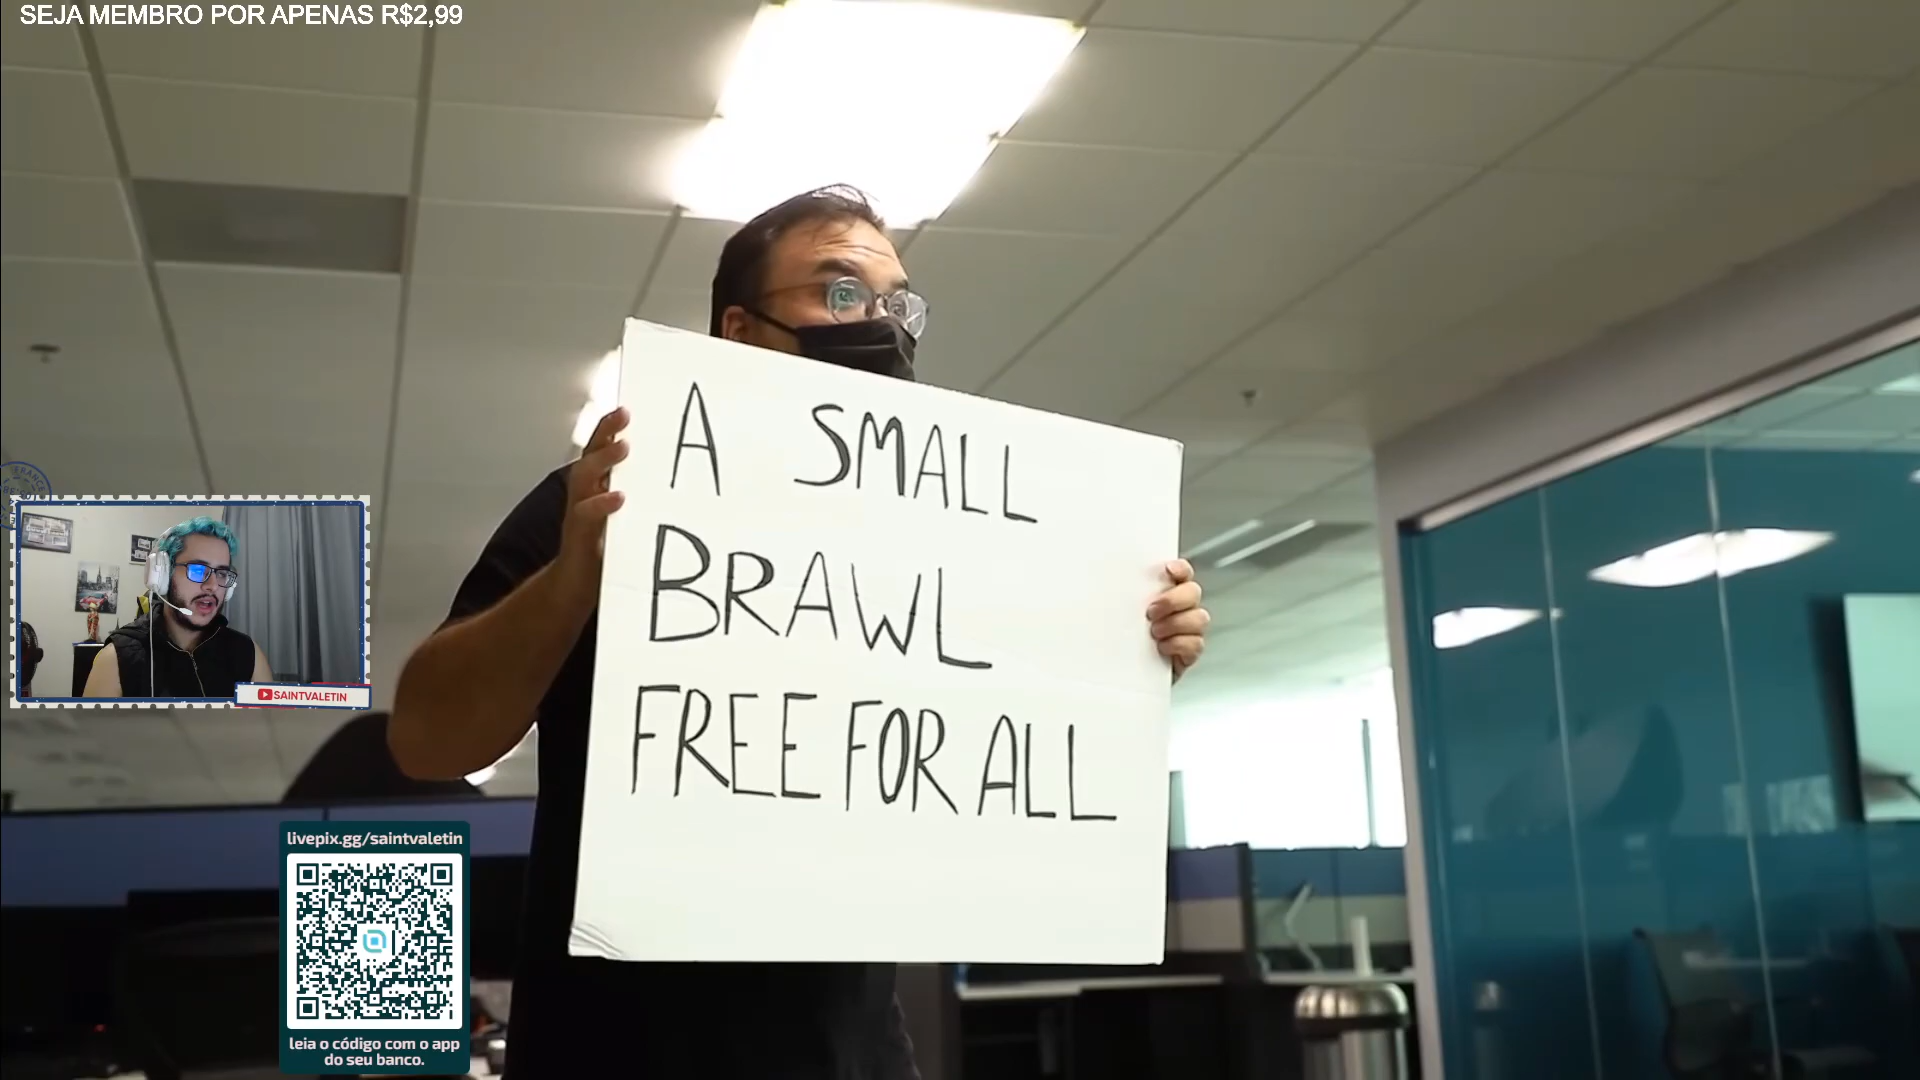 SEJA MEMBRO POR APENAS R$2,99
A SMALL
BRAWL
FREE FOR ALL
FRANCE
SAINTVALETIN
livepix.gg/saintvaletin
leia o código com o app
do seu banco.